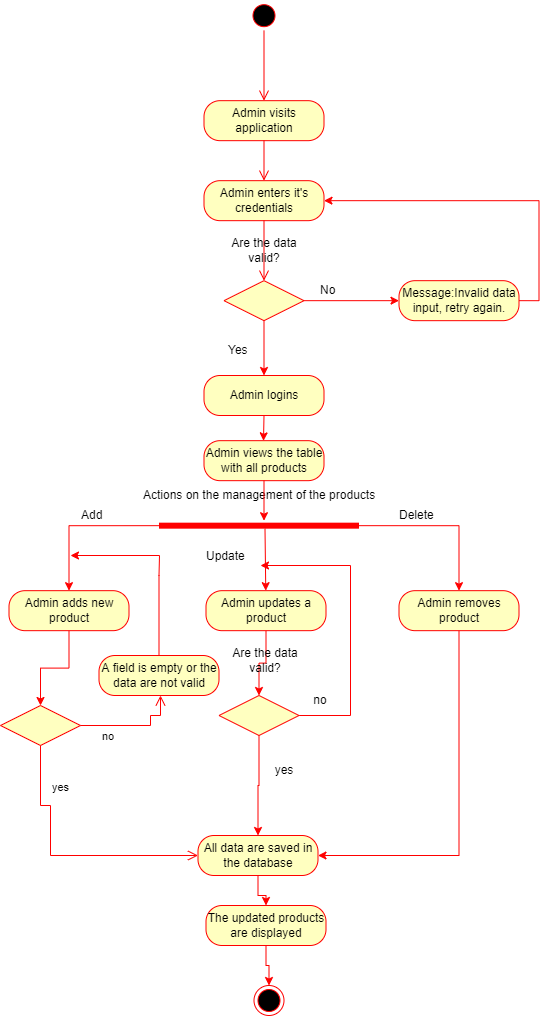 Admin visits
application
Admin enters it's
credentials
Are the data
valid?
No
Message:Invalid data
input, retry again.
Yes
Admin logins
Admin views the table
with all products
Actions on the management of the products
Add
Delete
Update
Admin adds new
product
Admin updates a
product
Admin removes
product
A field is empty or the
data are not valid
Are the data
valid?
no
no
yes
yes
All data are saved in
the database
The updated products
are displayed